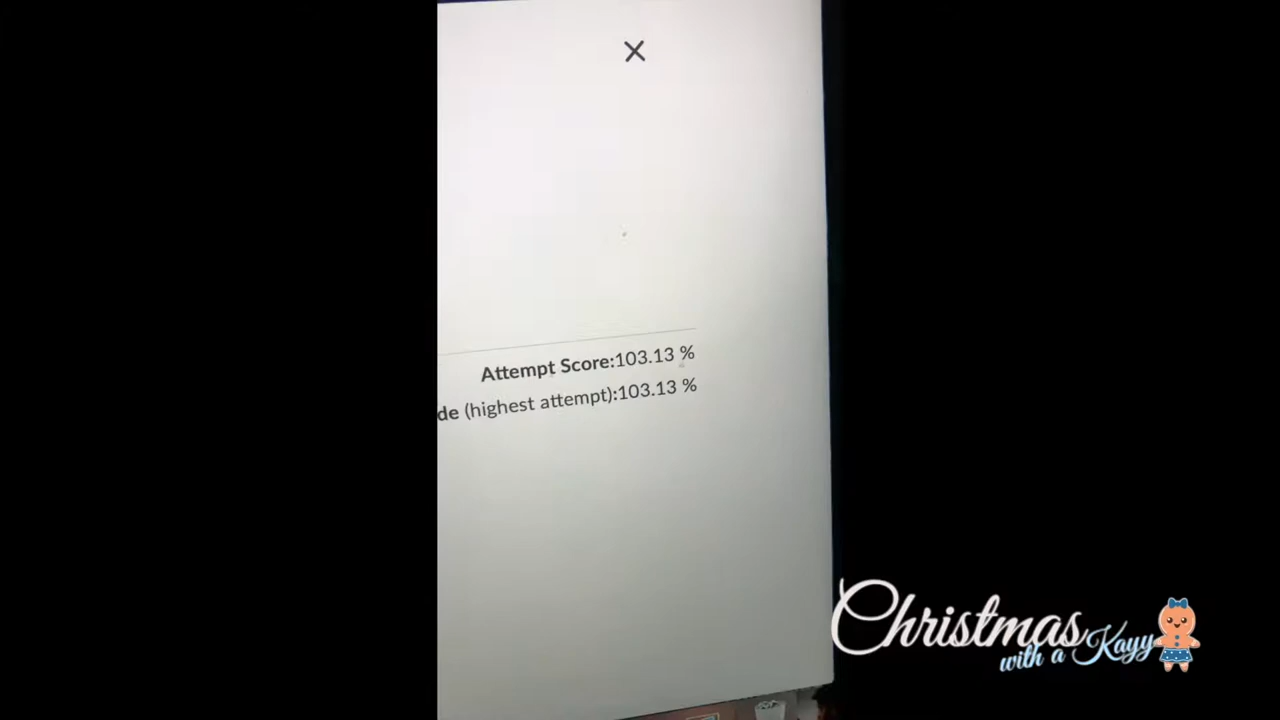 Attempt Score:103.13 %
de (highest attempt):103.13 %
Christmas
with a Kayy